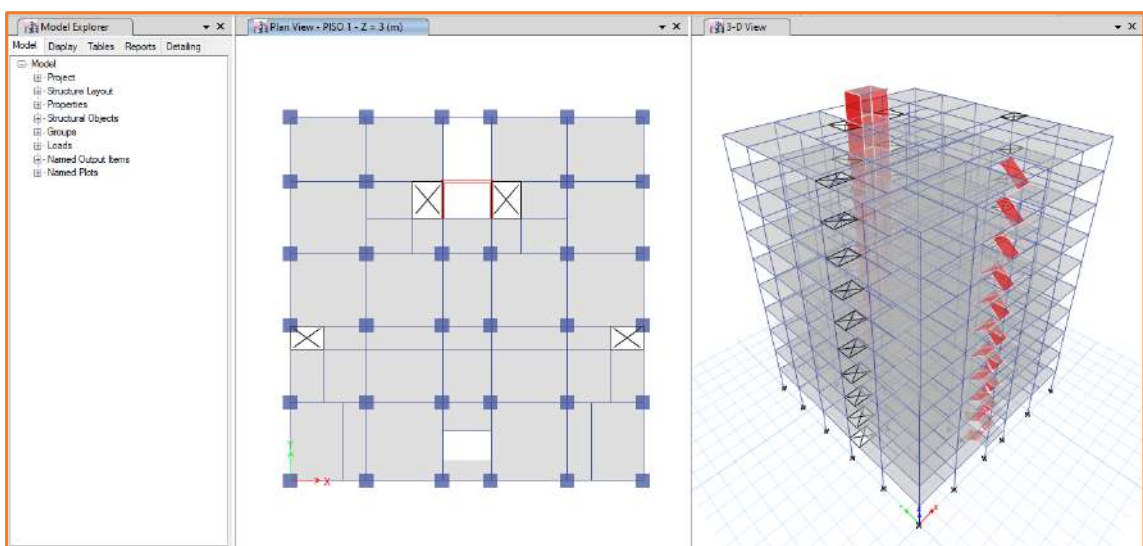 Model Explorer
Model Display Tables Reports Detailing
Model
Project
Structure Layout
Properties
Structural Objects
Groups
Loads
Named Output Items
Named Plots
Plan View - PISO 1 - Z = 3 (m)
Y
X
3-D View